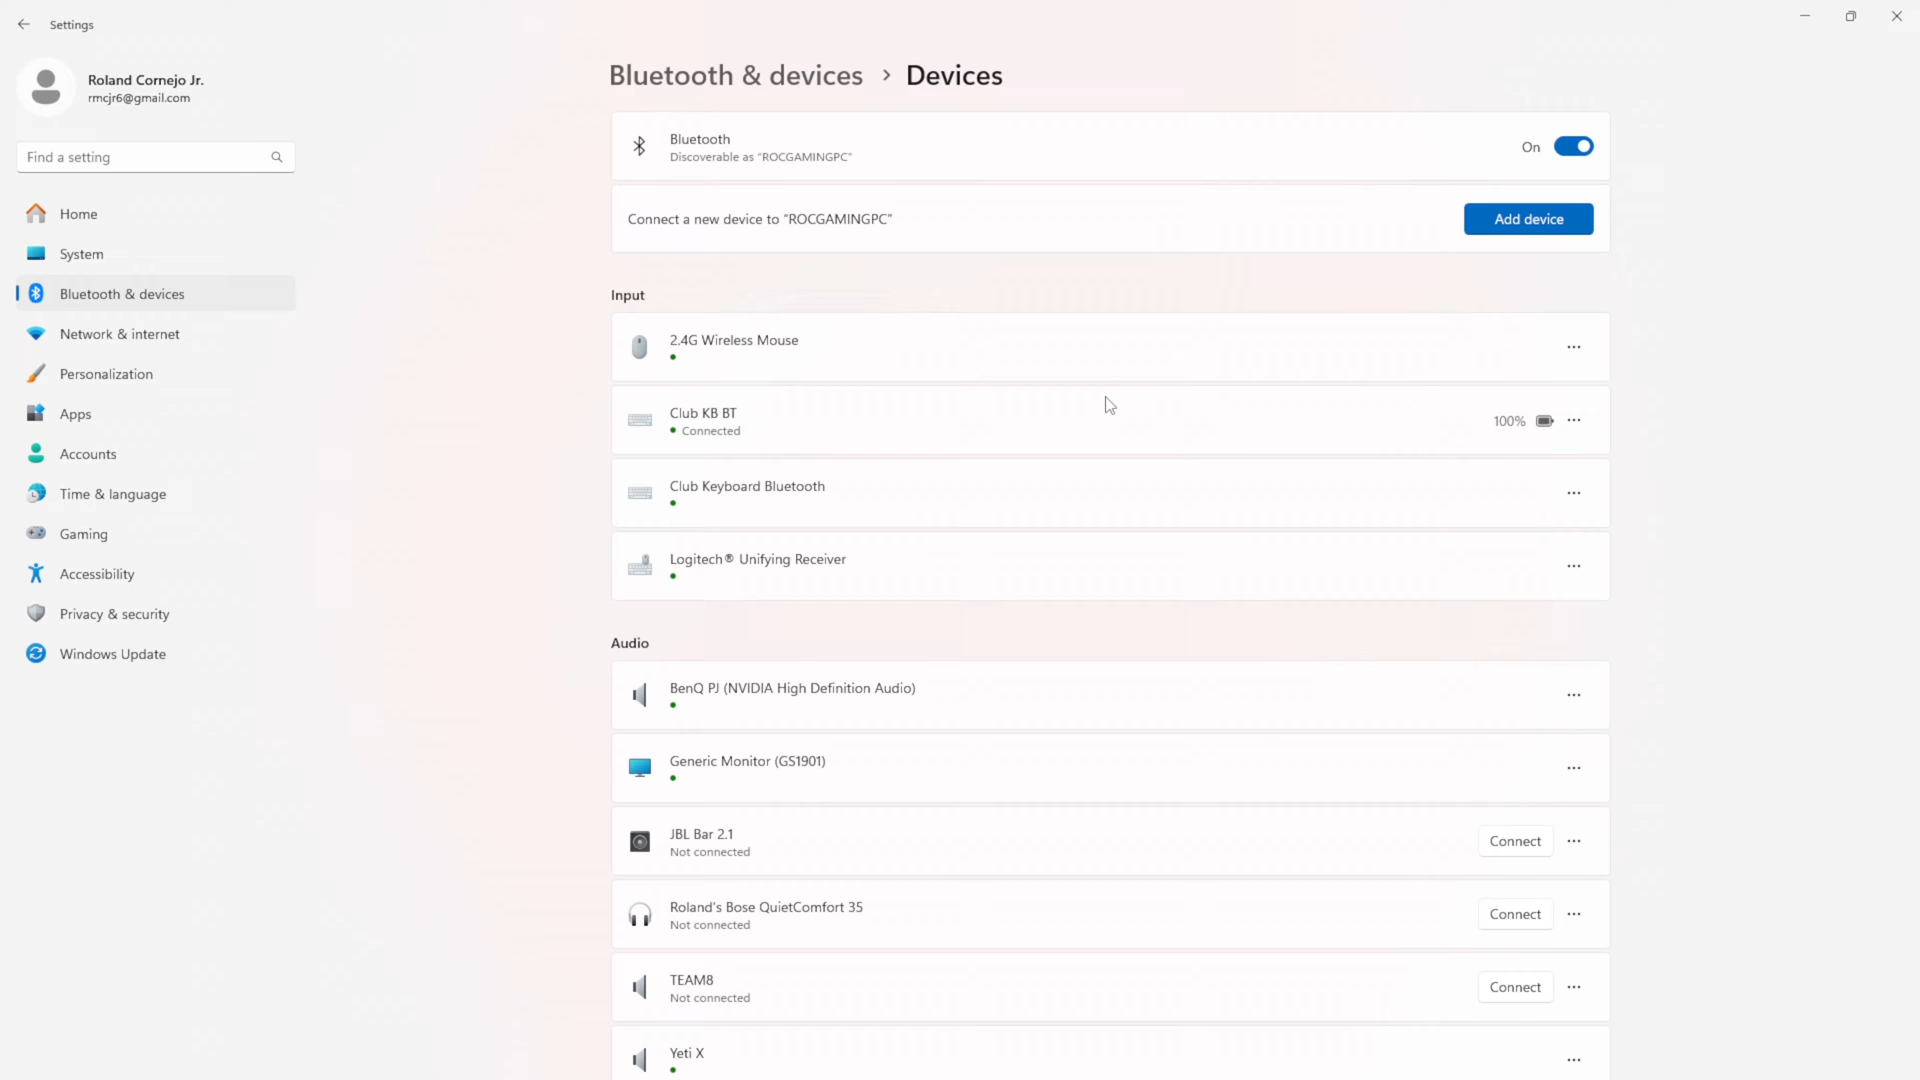 Settings
Roland Cornejo Jr.
rmcjr6@gmail.com
Find a setting
Home
System
Bluetooth & devices
Network & internet
Personalization
Apps
Accounts
Time & language
Gaming
Accessibility
Privacy & security
Windows Update
Bluetooth & devices > Devices
Bluetooth
Discoverable as “ROCGAMINGPC”
On
Connect a new device to “ROCGAMINGPC”
Add device
Input
2.4G Wireless Mouse
Club KB BT
Connected
100%
Club Keyboard Bluetooth
Logitech® Unifying Receiver
Audio
BenQ PJ (NVIDIA High Definition Audio)
Generic Monitor (GS1901)
JBL Bar 2.1
Not connected
Connect
Roland's Bose QuietComfort 35
Not connected
Connect
TEAM8
Not connected
Connect
Yeti X